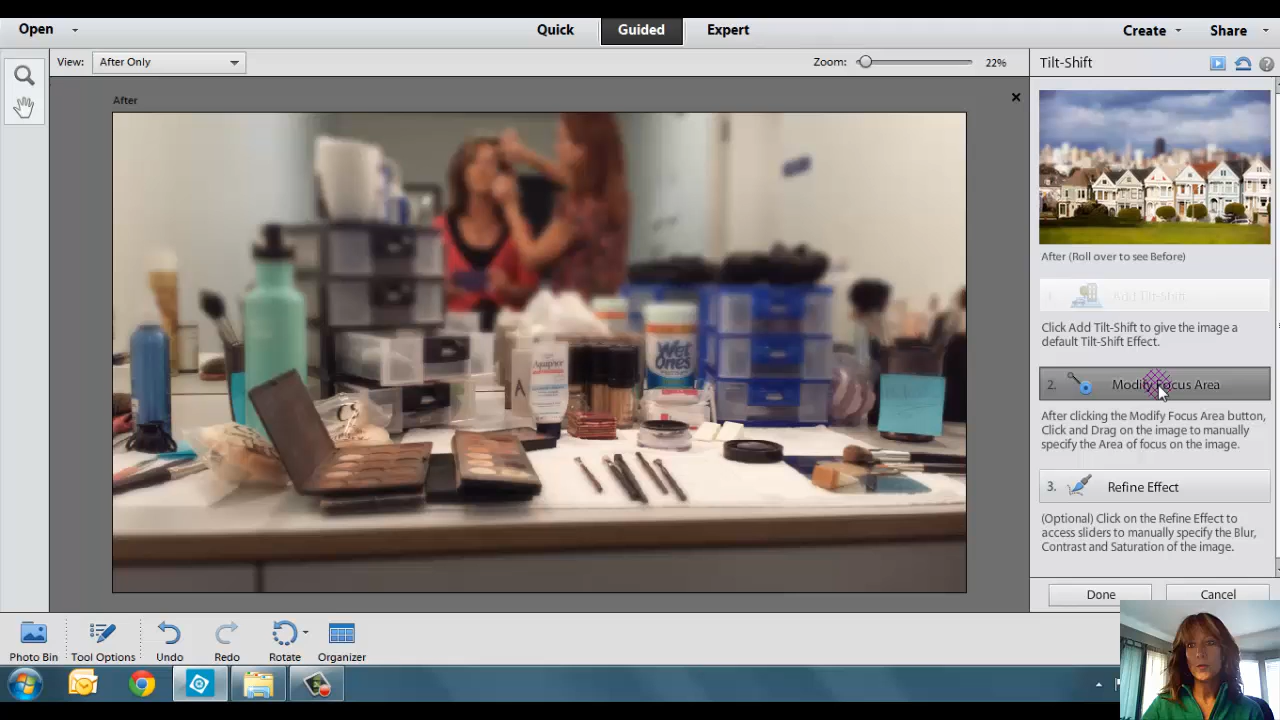 Open
Quick
Guided
Expert
Create
Share
View:
After Only
Zoom:
22%
Tilt-Shift
After
After (Roll over to see Before)
1.
Add Tilt-Shift
Click Add Tilt-Shift to give the image a
default Tilt-Shift Effect.
2.
Modify Focus Area
After clicking the Modify Focus Area button,
Click and Drag on the image to manually
specify the Area of focus on the image.
3.
Refine Effect
(Optional) Click on the Refine Effect to
access sliders to manually specify the Blur,
Contrast and Saturation of the image.
Done
Cancel
A
Aquaphor
Wet
Ones
Photo Bin
Tool Options
Undo
Redo
Rotate
Organizer